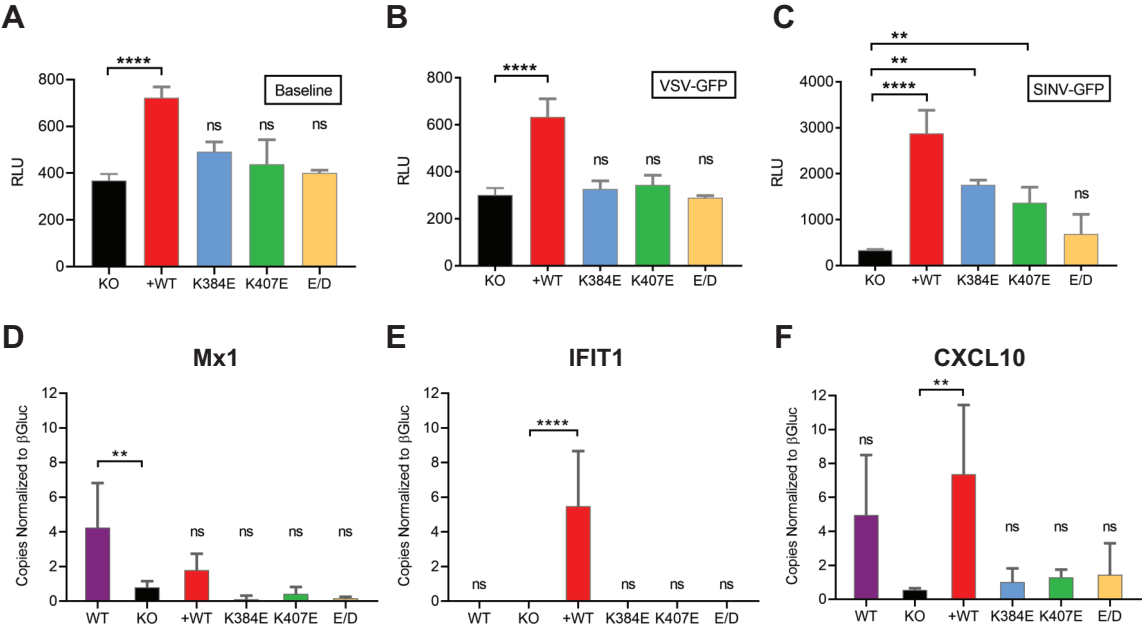 A
****
Baseline
800
600
400
200
0
RLU
ns
ns
ns
KO
+WT
K384E
K407E
E/D
B
****
VSV-GFP
800
600
400
200
0
RLU
ns
ns
ns
KO
+WT
K384E
K407E
E/D
C
**
**
****
SINV-GFP
4000
3000
2000
1000
0
RLU
ns
KO
+WT
K384E
K407E
E/D
D
Mx1
12
10
8
6
4
2
0
Copies Normalized to βGluc
**
ns
ns
ns
ns
WT
KO
+WT
K384E
K407E
E/D
E
IFIT1
12
10
8
6
4
2
0
Copies Normalized to βGluc
****
ns
ns
ns
ns
WT
KO
+WT
K384E
K407E
E/D
F
CXCL10
12
10
8
6
4
2
0
Copies Normalized to βGluc
**
ns
ns
ns
ns
WT
KO
+WT
K384E
K407E
E/D